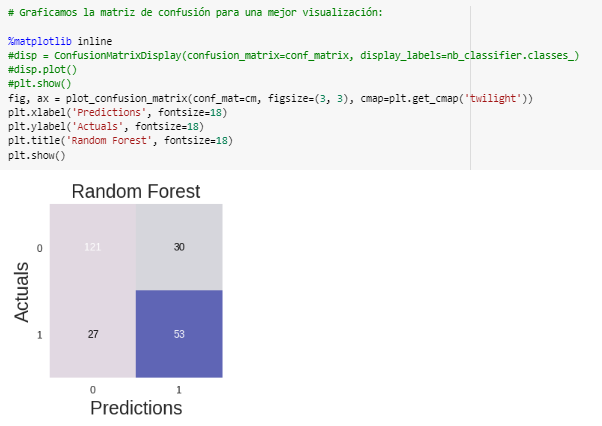 # Graficamos la matriz de confusión para una mejor visualización:
%matplotlib inline
#disp = ConfusionMatrixDisplay(confusion_matrix=conf_matrix, display_labels=nb_classifier.classes_)
#disp.plot()
#plt.show()
fig, ax = plot_confusion_matrix(conf_mat=cm, figsize=(3, 3), cmap=plt.get_cmap('twilight'))
plt.xlabel('Predictions', fontsize=18)
plt.ylabel('Actuals', fontsize=18)
plt.title('Random Forest', fontsize=18)
plt.show()
Random Forest
Actuals
0
121
30
1
27
53
0
1
Predictions